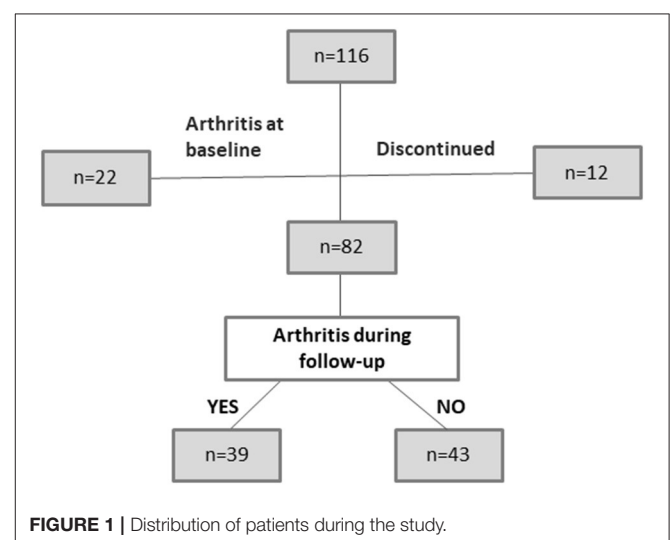 n=116
Arthritis at
baseline
Discontinued
n=22
n=12
n=82
Arthritis during
follow-up
YES
NO
n=39
n=43
FIGURE 1 | Distribution of patients during the study.